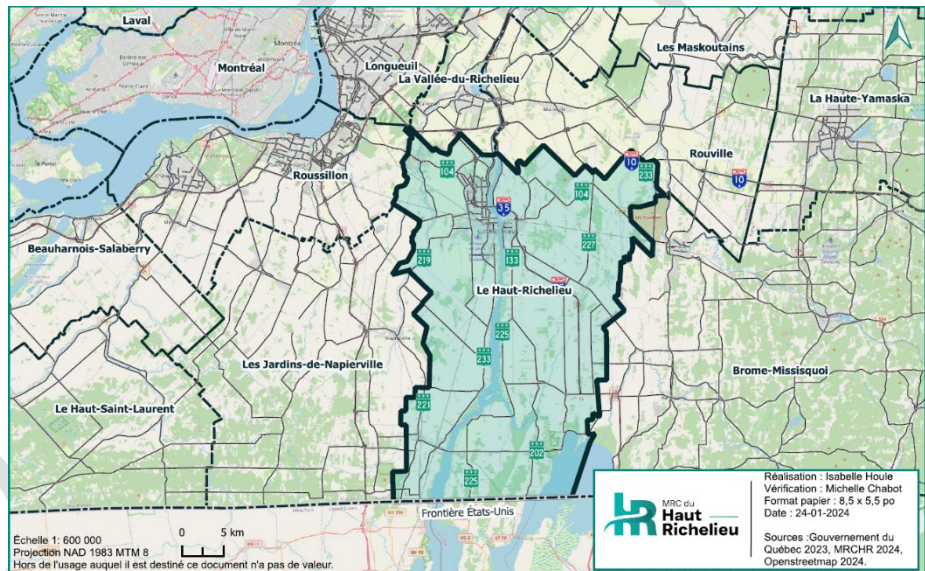 Laval
Montréal
Longueuil
La Vallée-du-Richelieu
Les Maskoutains
La Haute-Yamaska
Rouville
10
10
233
104
104
Roussillon
35
Beauharnois-Salaberry
219
133
227
Le Haut-Richelieu
225
233
Les Jardins-de-Napierville
Brome-Missisquoi
Le Haut-Saint-Laurent
221
202
225
Frontière États-Unis
0 5 km
Échelle 1: 600 000
Projection NAD 1983 MTM 8
Hors de l'usage auquel il est destiné ce document n'a pas de valeur.
MRC du
Haut
Richelieu
Réalisation : Isabelle Houle
Vérification : Michelle Chabot
Format papier : 8,5 x 5,5 po
Date : 24-01-2024
Sources :Gouvernement du
Québec 2023, MRCHR 2024,
Openstreetmap 2024.